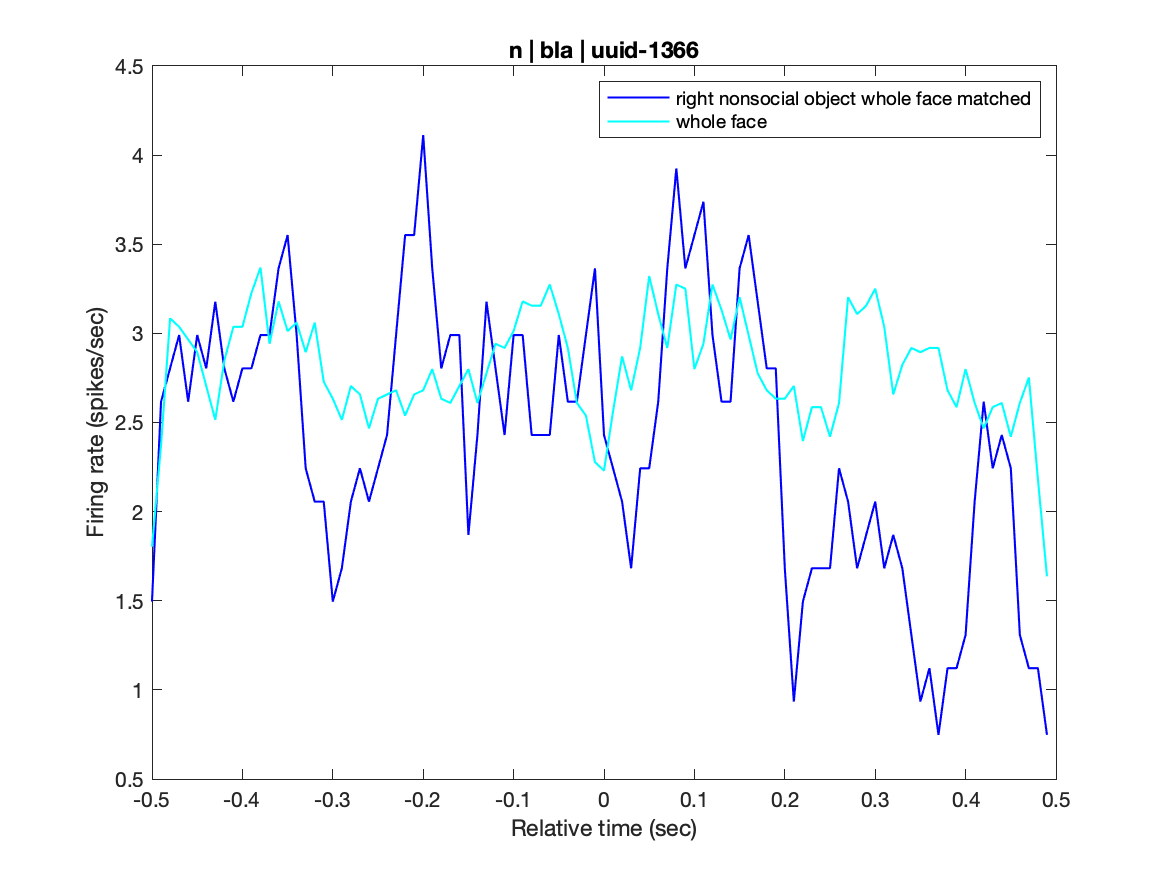 n | bla | uuid-1366
4.5
4
3.5
3
2.5
2
1.5
1
0.5
Firing rate (spikes/sec)
right nonsocial object whole face matched
whole face
-0.5 -0.4 -0.3 -0.2 -0.1 0 0.1 0.2 0.3 0.4 0.5
Relative time (sec)